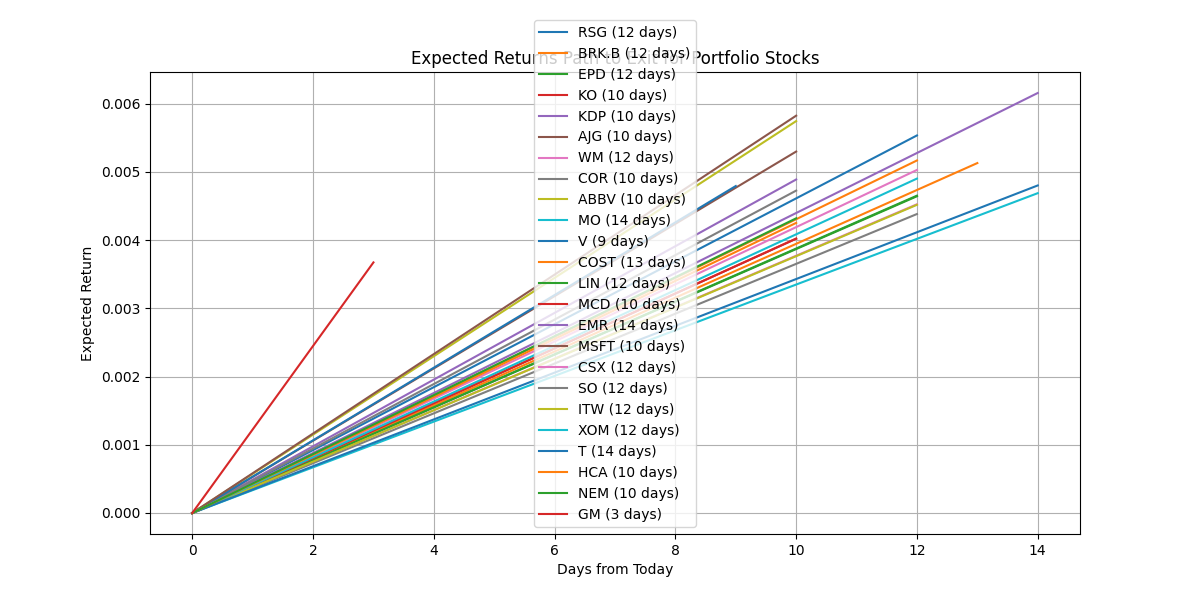 Expected Returns Path to Exit for Portfolio Stocks
RSG (12 days)
BRK.B (12 days)
EPD (12 days)
KO (10 days)
KDP (10 days)
AJG (10 days)
WM (12 days)
COR (10 days)
ABBV (10 days)
MO (14 days)
V (9 days)
COST (13 days)
LIN (12 days)
MCD (10 days)
EMR (14 days)
MSFT (10 days)
CSX (12 days)
SO (12 days)
ITW (12 days)
XOM (12 days)
T (14 days)
HCA (10 days)
NEM (10 days)
GM (3 days)
Expected Return
0.006
0.005
0.004
0.003
0.002
0.001
0.000
0 2 4 6 8 10 12 14
Days from Today